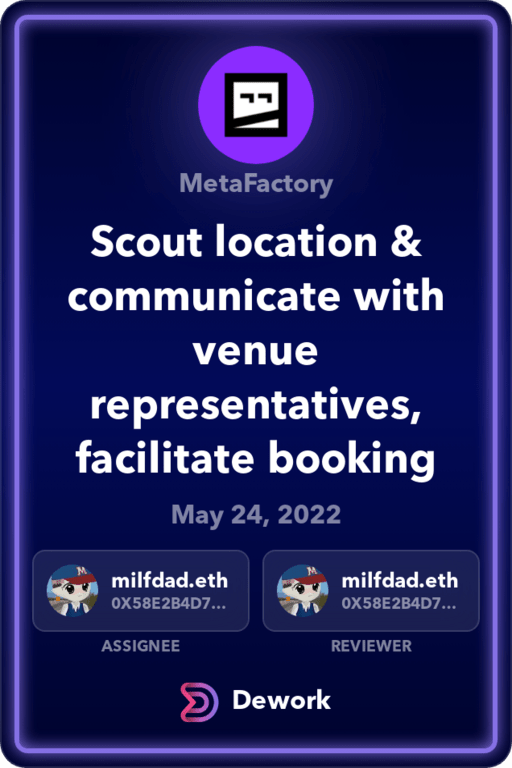 MetaFactory
Scout location &
communicate with
venue
representatives,
facilitate booking
May 24, 2022
milfdad.eth
0X58E2B4D7...
ASSIGNEE
milfdad.eth
0X58E2B4D7...
REVIEWER
Dework